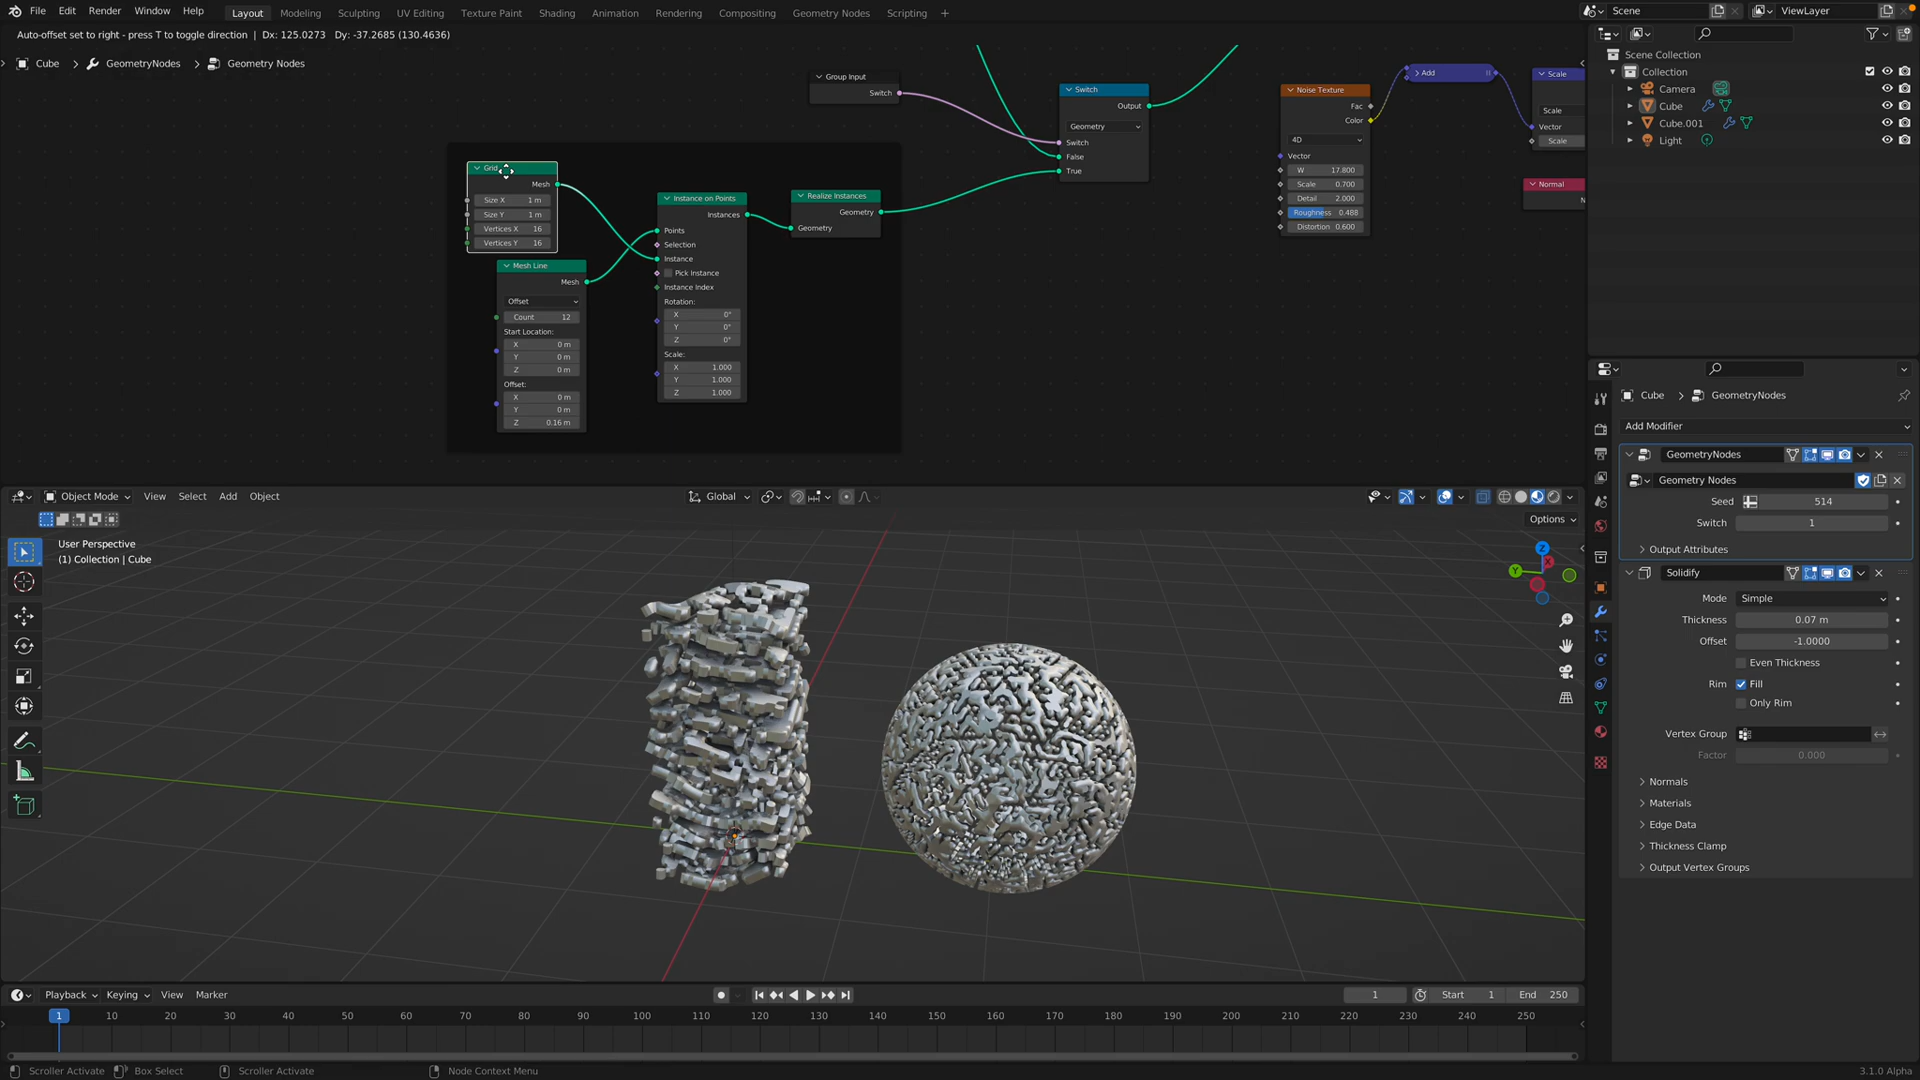 File Edit Render Window Help
Layout Modeling Sculpting UV Editing Texture Paint Shading Animation Rendering Compositing Geometry Nodes Scripting +
Scene
ViewLayer
Auto-offset set to right - press T to toggle direction | Dx: 125.0273 Dy: -37.2685 (130.4636)
Cube > GeometryNodes > Geometry Nodes
Group Input
Switch
Switch
Output
Geometry
Switch
False
True
Noise Texture
Fac
Color
4D
Vector
W 17.800
Scale 0.700
Detail 2.000
Roughness 0.488
Distortion 0.600
Add
Scale
Scale
Vector
Scale
Normal
Grid
Mesh
Size X 1 m
Size Y 1 m
Vertices X 16
Vertices Y 16
Mesh Line
Mesh
Offset
Count 12
Start Location:
X 0 m
Y 0 m
Z 0 m
Offset:
X 0 m
Y 0 m
Z 0.16 m
Instance on Points
Instances
Points
Selection
Instance
Pick Instance
Instance Index
Rotation:
X 0°
Y 0°
Z 0°
Scale:
X 1.000
Y 1.000
Z 1.000
Realize Instances
Geometry
Geometry
Scene Collection
Collection
Camera
Cube
Cube.001
Light
Cube > GeometryNodes
Add Modifier
GeometryNodes
Geometry Nodes
Seed 514
Switch 1
Output Attributes
Solidify
Mode Simple
Thickness 0.07 m
Offset -1.0000
Even Thickness
Rim Fill
Only Rim
Vertex Group
Factor 0.000
Normals
Materials
Edge Data
Thickness Clamp
Output Vertex Groups
Object Mode View Select Add Object
Global
Options
User Perspective
(1) Collection | Cube
Z
X
Y
Playback Keying View Marker
1
Start 1 End 250
1 10 20 30 40 50 60 70 80 90 100 110 120 130 140 150 160 170 180 190 200 210 220 230 240 250
Scroller Activate Box Select Scroller Activate Node Context Menu
3.1.0 Alpha